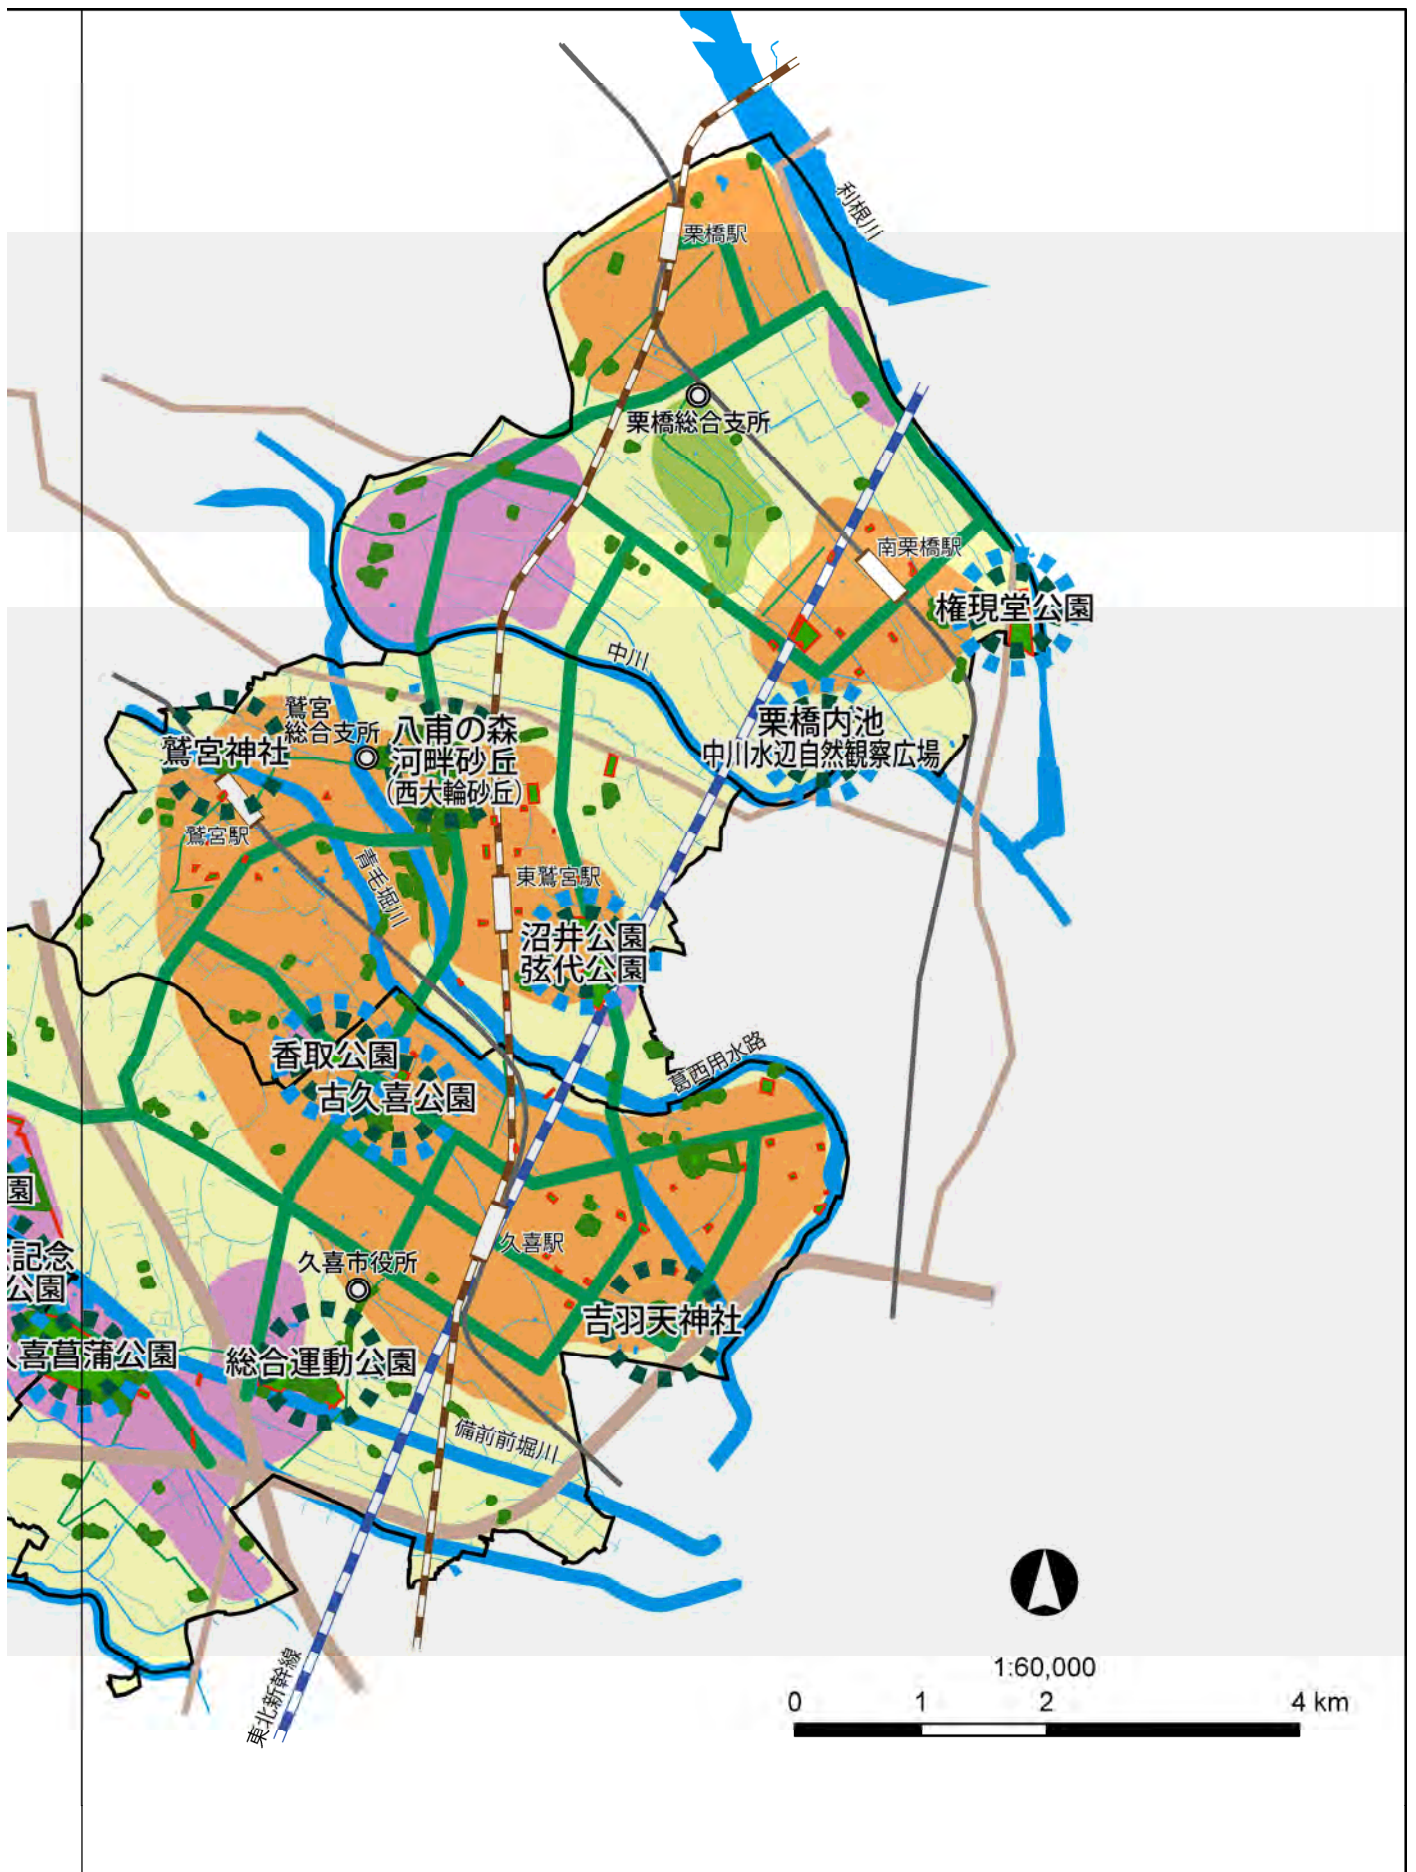 利根川
栗橋駅
栗橋総合支所
南栗橋駅
権現堂公園
中川
鷲宮
総合支所
鷲宮神社
八甫の森
河畔砂丘
(西大輪砂丘)
栗橋内池
中川水辺自然観察広場
鷲宮駅
青毛堀川
東鷲宮駅
沼井公園
弦代公園
香取公園
古久喜公園
葛西用水路
園
記念
公園
久喜駅
久喜市役所
吉羽天神社
喜菖蒲公園
総合運動公園
備前前堀川
東北新幹線
1:60,000
0 1 2 4 km